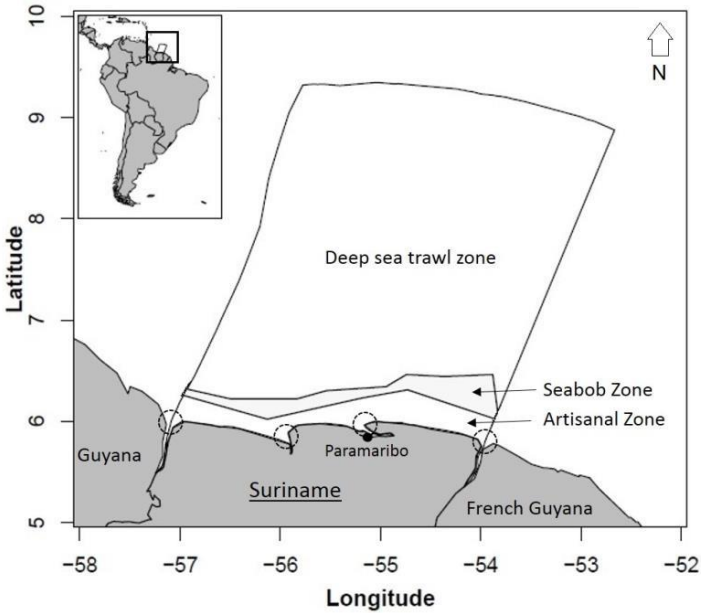 10
9
8
7
6
5
Latitude
N
Deep sea trawl zone
Seabob Zone
Artisanal Zone
Guyana
Paramaribo
Suriname
French Guyana
−58
−57
−56
−55
−54
−53
−52
Longitude